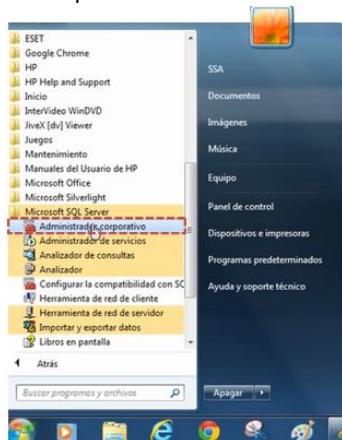 ESET
Google Chrome
HP
HP Help and Support
Inicio
InterVideo WinDVD
JiveX [dv] Viewer
Juegos
Mantenimiento
Manuales del Usuario de HP
Microsoft Office
Microsoft Silverlight
Microsoft SQL Server
Administrador corporativo
Administrador de servicios
Analizador de consultas
Analizador
Configurar la compatibilidad con SQ
Herramienta de red de cliente
Herramienta de red de servidor
Importar y exportar datos
Libros en pantalla
Atrás
Buscar programas y archivos
SSA
Documentos
Imágenes
Música
Equipo
Panel de control
Dispositivos e impresoras
Programas predeterminados
Ayuda y soporte técnico
Apagar